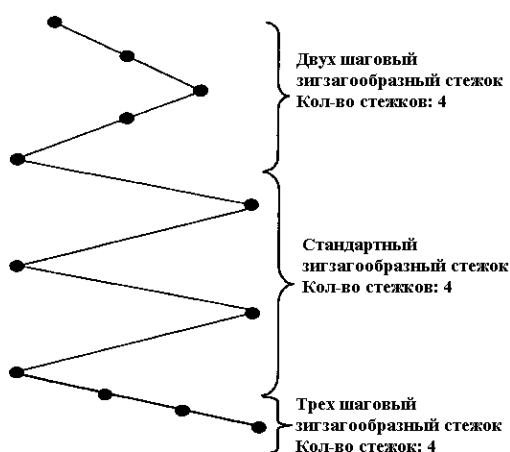 Двух шаговый
зигзагообразный стежок
Кол-во стежков: 4
Стандартный
зигзагообразный стежок
Кол-во стежков: 4
Трех шаговый
зигзагообразный стежок
Кол-во стежок: 4